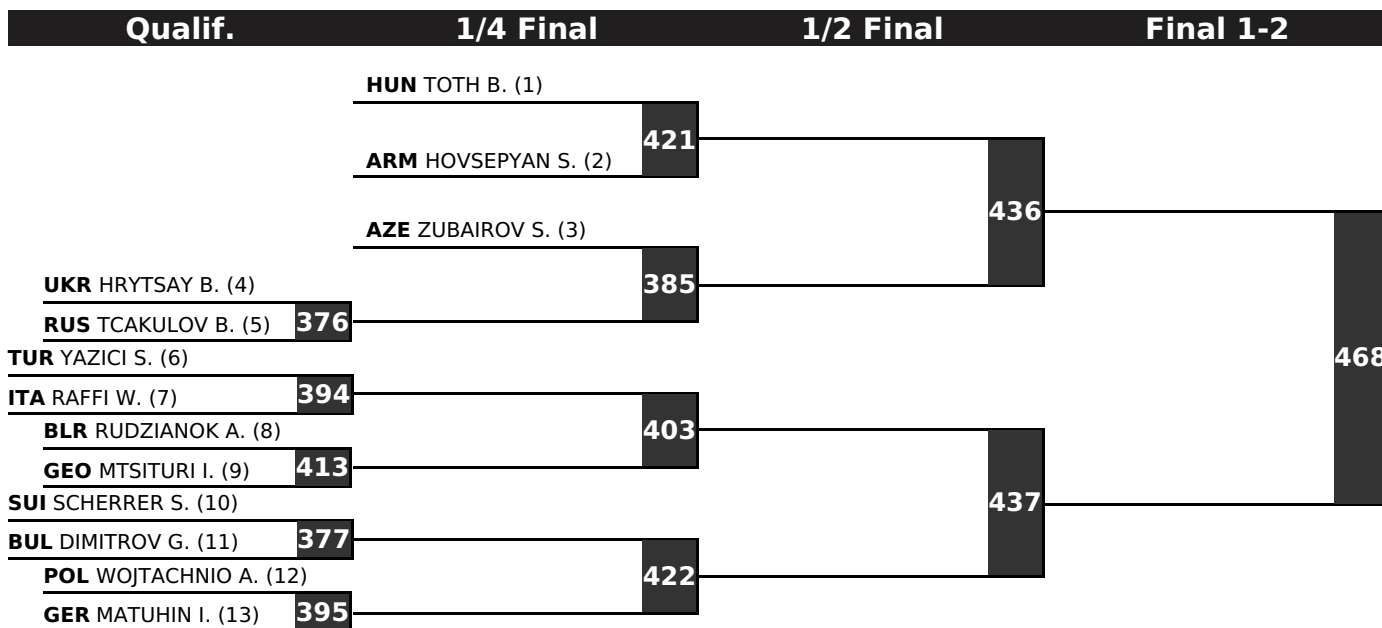 Qualif. 1/4 Final 1/2 Final Final 1-2
HUN TOTH B. (1)
421
ARM HOVSEPYAN S. (2)
436
AZE ZUBAIROV S. (3)
385
UKR HRYTSAY B. (4)
376
RUS TCAKULOV B. (5)
468
TUR YAZICI S. (6)
394
ITA RAFFI W. (7)
403
BLR RUDZIANOK A. (8)
413
GEO MTSITURI I. (9)
437
SUI SCHERRER S. (10)
377
BUL DIMITROV G. (11)
422
POL WOJTACHNIO A. (12)
395
GER MATUHIN I. (13)